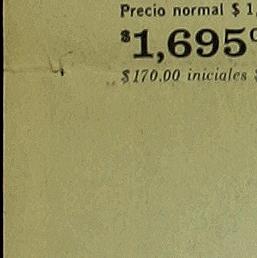 Precio normal $ 1,
$1,695
$170.00 iniciales $